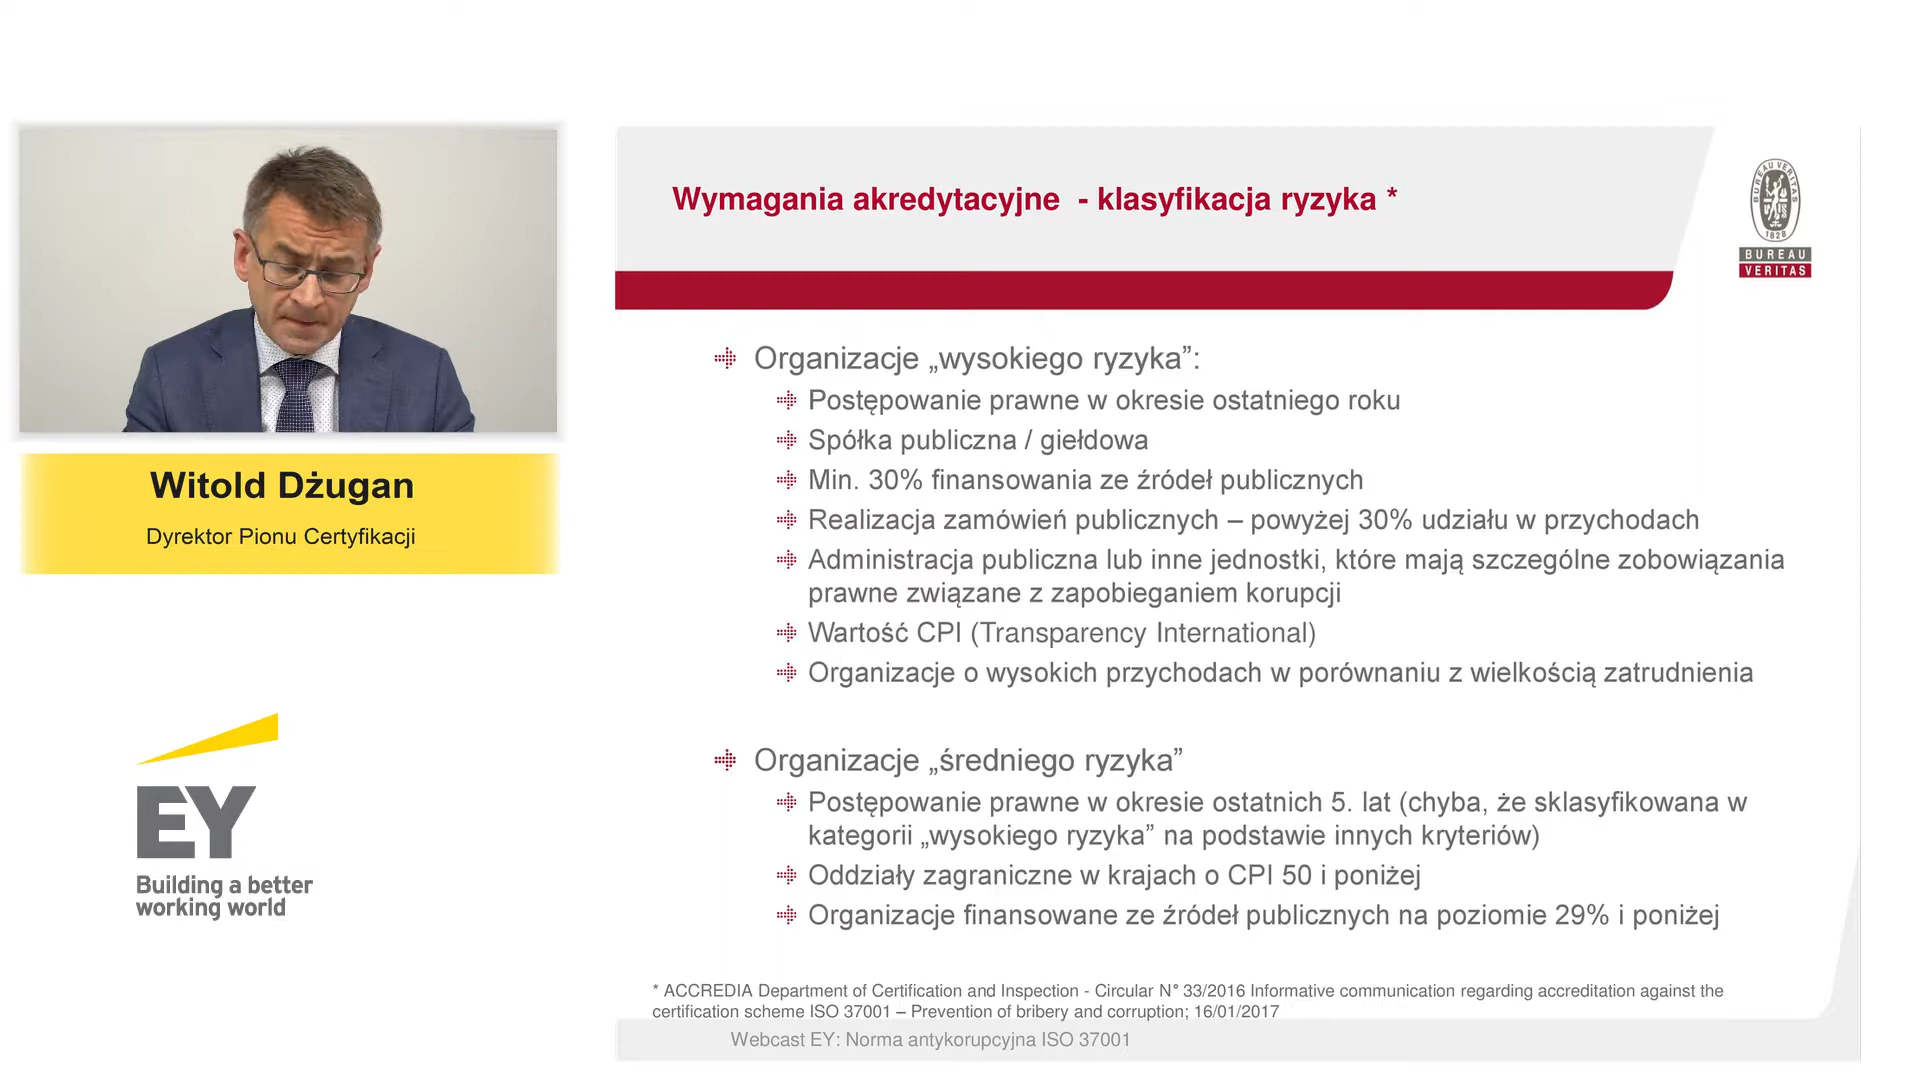 Wymagania akredytacyjne - klasyfikacja ryzyka *
BUREAU VERITAS
1828
BUREAU
VERITAS
Witold Dżugan
Dyrektor Pionu Certyfikacji
EY
Building a better
working world
Organizacje „wysokiego ryzyka”:
Postępowanie prawne w okresie ostatniego roku
Spółka publiczna / giełdowa
Min. 30% finansowania ze źródeł publicznych
Realizacja zamówień publicznych – powyżej 30% udziału w przychodach
Administracja publiczna lub inne jednostki, które mają szczególne zobowiązania
prawne związane z zapobieganiem korupcji
Wartość CPI (Transparency International)
Organizacje o wysokich przychodach w porównaniu z wielkością zatrudnienia
Organizacje „średniego ryzyka”
Postępowanie prawne w okresie ostatnich 5. lat (chyba, że sklasyfikowana w
kategorii „wysokiego ryzyka” na podstawie innych kryteriów)
Oddziały zagraniczne w krajach o CPI 50 i poniżej
Organizacje finansowane ze źródeł publicznych na poziomie 29% i poniżej
* ACCREDIA Department of Certification and Inspection - Circular N° 33/2016 Informative communication regarding accreditation against the
certification scheme ISO 37001 – Prevention of bribery and corruption; 16/01/2017
Webcast EY: Norma antykorupcyjna ISO 37001